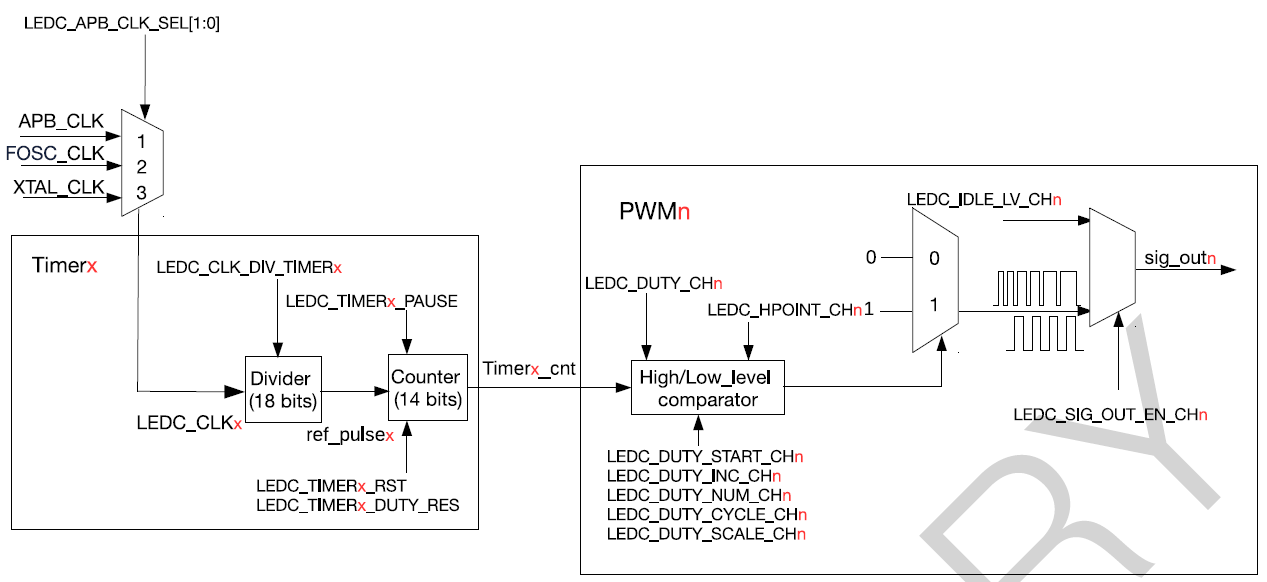 LEDC_APB_CLK_SEL[1:0]
APB_CLK
FOSC_CLK
XTAL_CLK
1
2
3
Timerx
LEDC_CLK_DIV_TIMERx
LEDC_TIMERx_PAUSE
Divider
(18 bits)
Counter
(14 bits)
LEDC_CLKx
ref_pulsex
LEDC_TIMERx_RST
LEDC_TIMERx_DUTY_RES
Timerx_cnt
PWMn
LEDC_DUTY_CHn
LEDC_HPOINT_CHn
High/Low_level
comparator
LEDC_DUTY_START_CHn
LEDC_DUTY_INC_CHn
LEDC_DUTY_NUM_CHn
LEDC_DUTY_CYCLE_CHn
LEDC_DUTY_SCALE_CHn
0
1
0
1
LEDC_IDLE_LV_CHn
sig_outn
LEDC_SIG_OUT_EN_CHn
RY